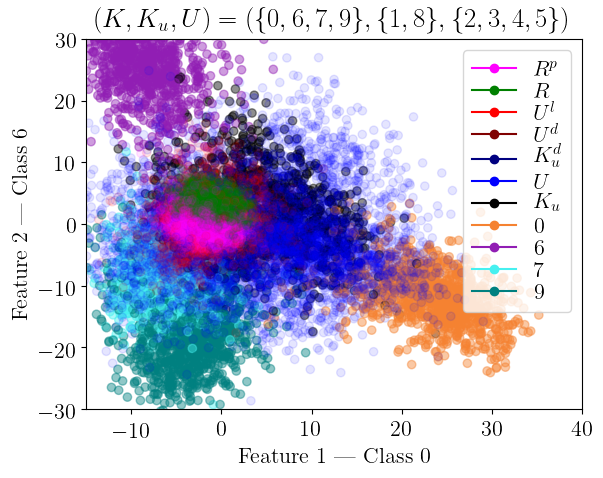 (K, K_u, U) = ({0, 6, 7, 9}, {1, 8}, {2, 3, 4, 5})
30
20
10
0
−10
−20
−30
Feature 2 — Class 6
R^p
R
U^l
U^d
K_u^d
U
K_u
0
6
7
9
−10
0
10
20
30
40
Feature 1 — Class 0